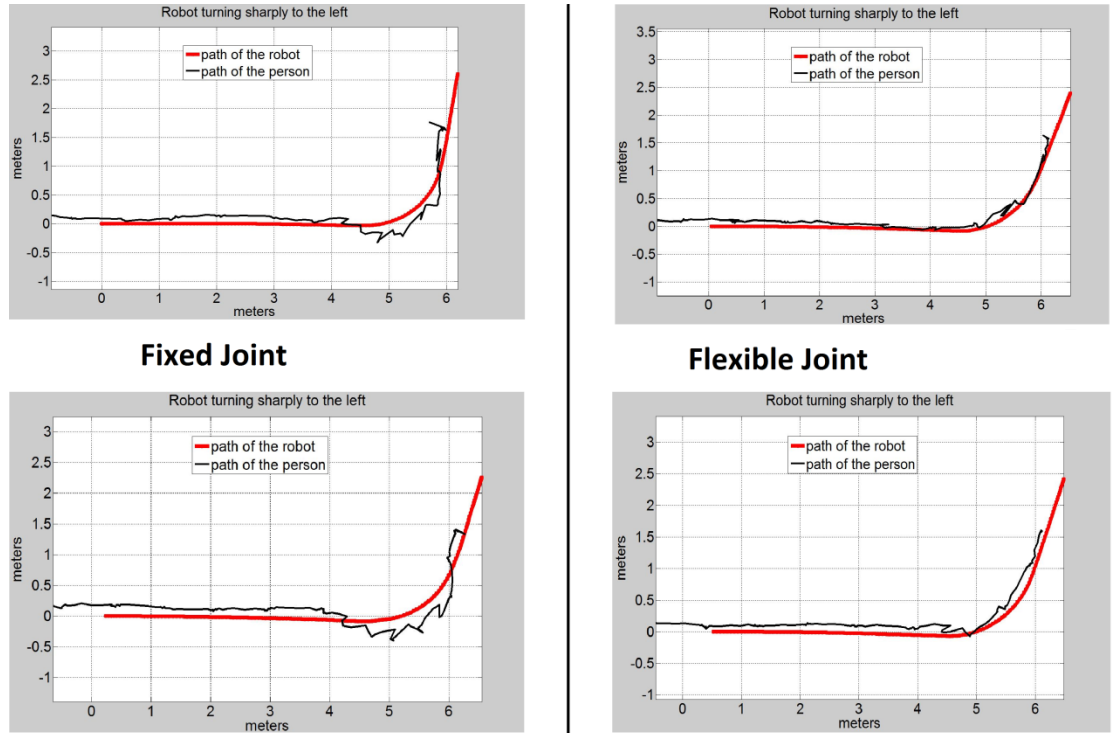 Robot turning sharply to the left
path of the robot
path of the person
3
2.5
2
1.5
1
0.5
0
-0.5
-1
meters
0 1 2 3 4 5 6
meters
Fixed Joint
Robot turning sharply to the left
path of the robot
path of the person
3
2.5
2
1.5
1
0.5
0
-0.5
-1
meters
0 1 2 3 4 5 6
meters
Robot turning sharply to the left
path of the robot
path of the person
3.5
3
2.5
2
1.5
1
0.5
0
-0.5
-1
meters
0 1 2 3 4 5 6
meters
Flexible Joint
Robot turning sharply to the left
path of the robot
path of the person
3
2.5
2
1.5
1
0.5
0
-0.5
-1
meters
0 1 2 3 4 5 6
meters